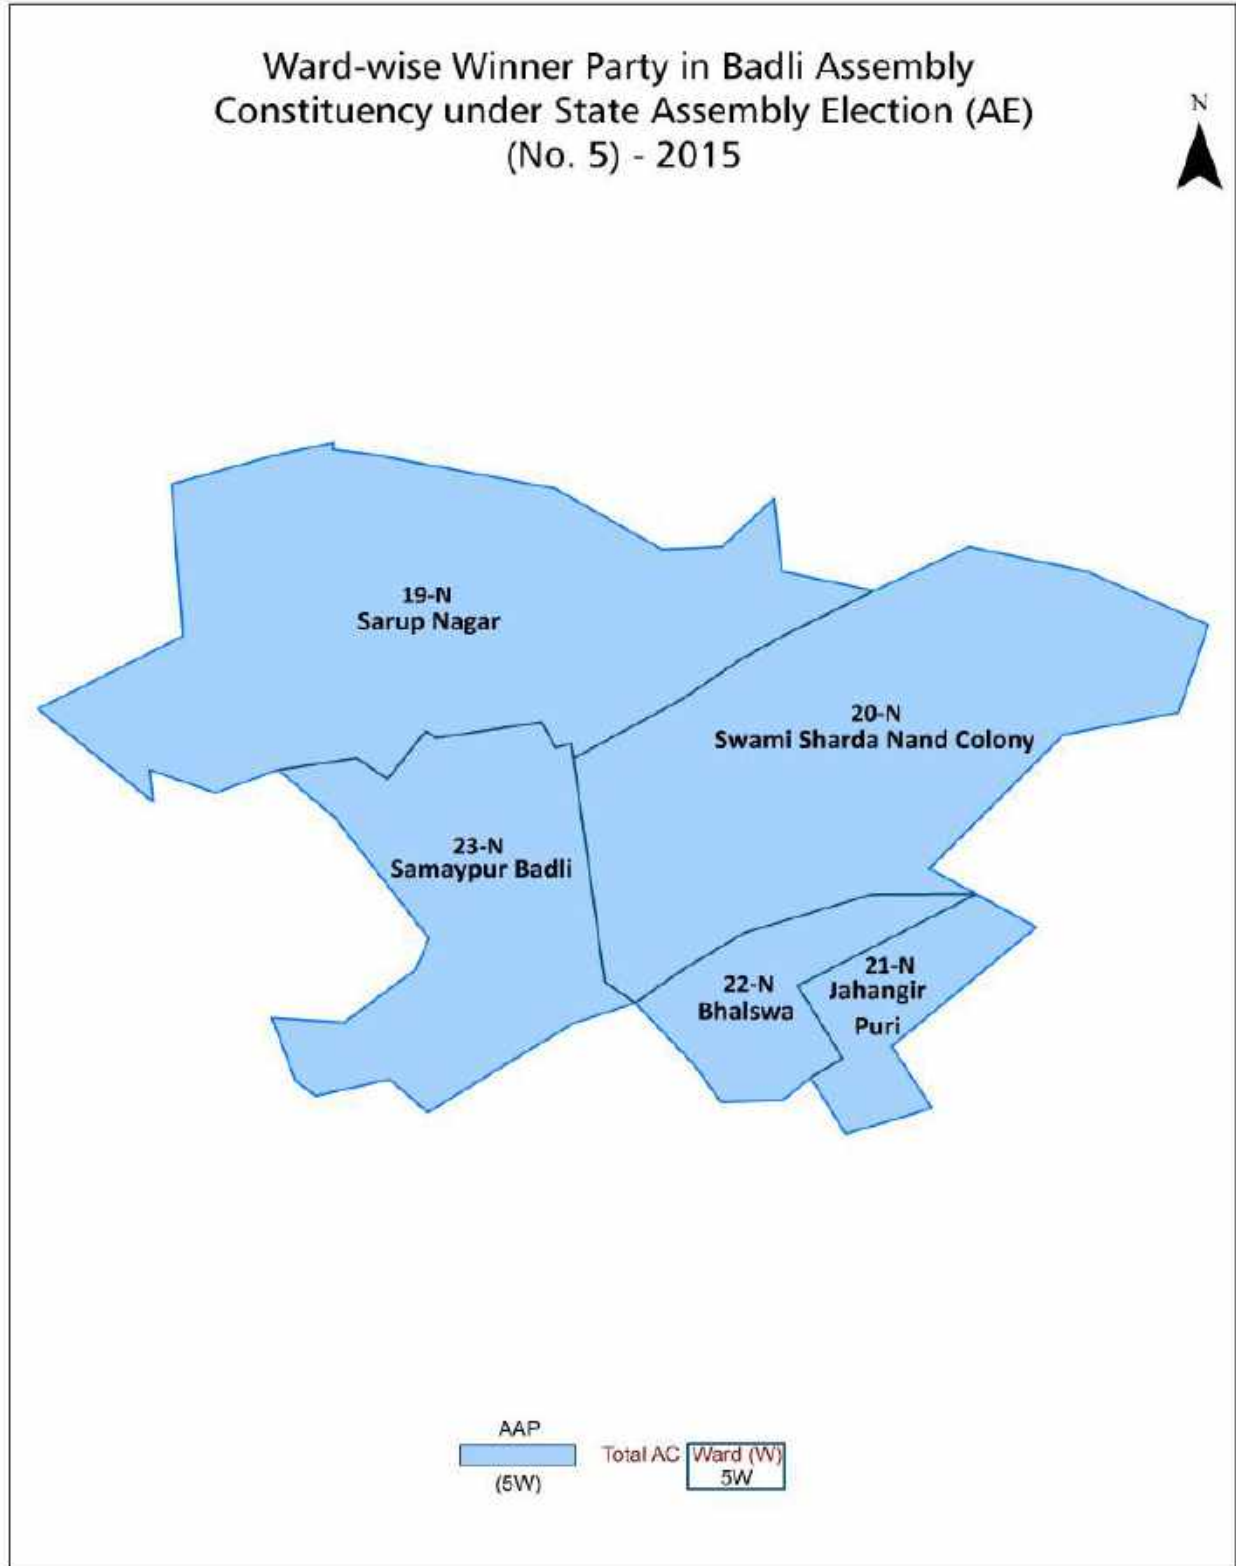 Ward-wise Winner Party in Badli Assembly
Constituency under State Assembly Election (AE)
(No. 5) - 2015
N
19-N
Sarup Nagar
20-N
Swami Sharda Nand Colony
23-N
Samaypur Badli
22-N
Bhalswa
21-N
Jahangir
Puri
AAP
(5W)
Total AC
Ward (W)
5W